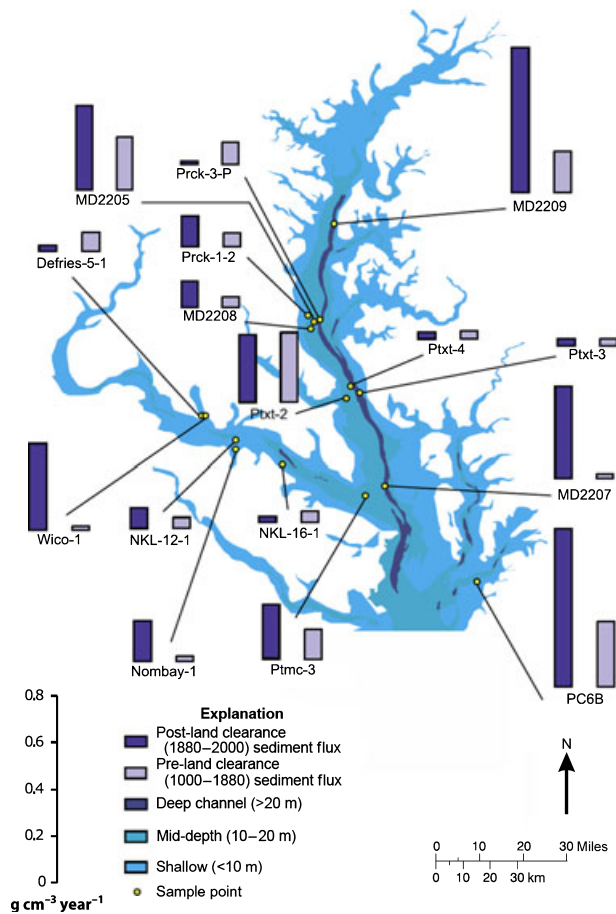 MD2205
Prck-3-P
MD2209
Defries-5-1
Prck-1-2
MD2208
Ptxt-4
Ptxt-3
Ptxt-2
MD2207
Wico-1
NKL-12-1
NKL-16-1
Nombay-1
Ptmc-3
PC6B
0,8
0,6
0,4
0,2
0
g cm⁻³ year⁻¹
Explanation
Post-land clearance
(1880–2000) sediment flux
Pre-land clearance
(1000–1880) sediment flux
Deep channel (>20 m)
Mid-depth (10–20 m)
Shallow (<10 m)
Sample point
N
0 10 20 30 Miles
0 10 20 30 km